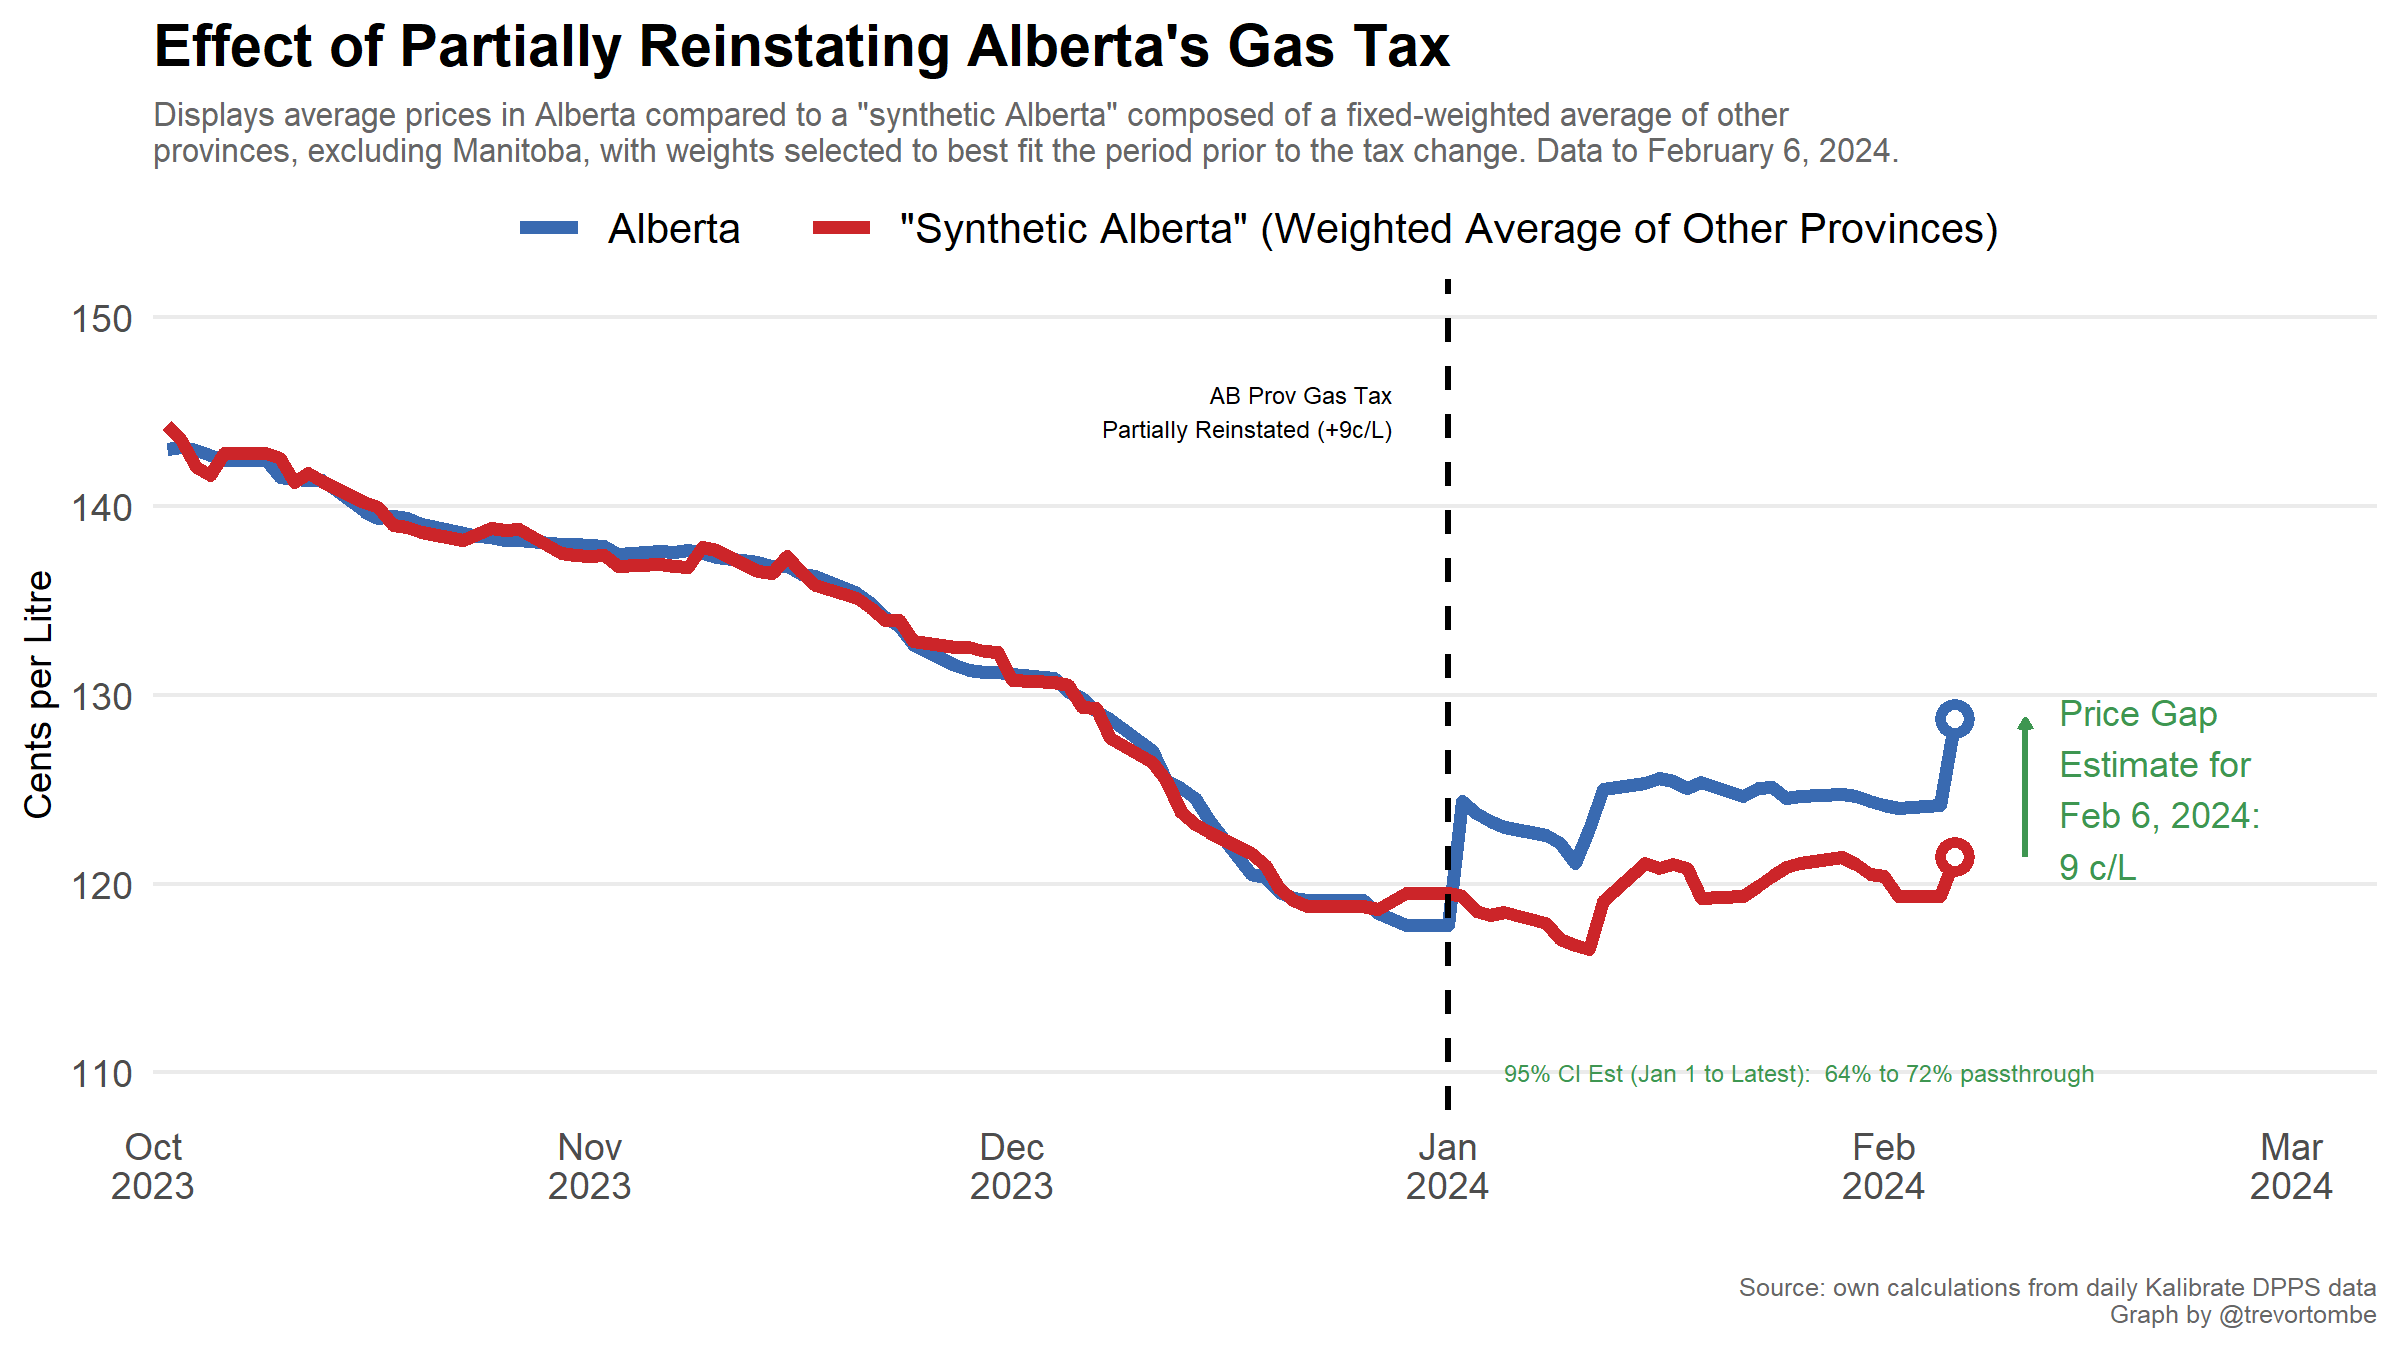 Effect of Partially Reinstating Alberta's Gas Tax
Displays average prices in Alberta compared to a "synthetic Alberta" composed of a fixed-weighted average of other
provinces, excluding Manitoba, with weights selected to best fit the period prior to the tax change. Data to February 6, 2024.
Alberta
"Synthetic Alberta" (Weighted Average of Other Provinces)
Cents per Litre
150
140
130
120
110
AB Prov Gas Tax
Partially Reinstated (+9c/L)
Price Gap
Estimate for
Feb 6, 2024:
9 c/L
95% CI Est (Jan 1 to Latest):  64% to 72% passthrough
Oct
2023
Nov
2023
Dec
2023
Jan
2024
Feb
2024
Mar
2024
Source: own calculations from daily Kalibrate DPPS data
Graph by @trevortombe